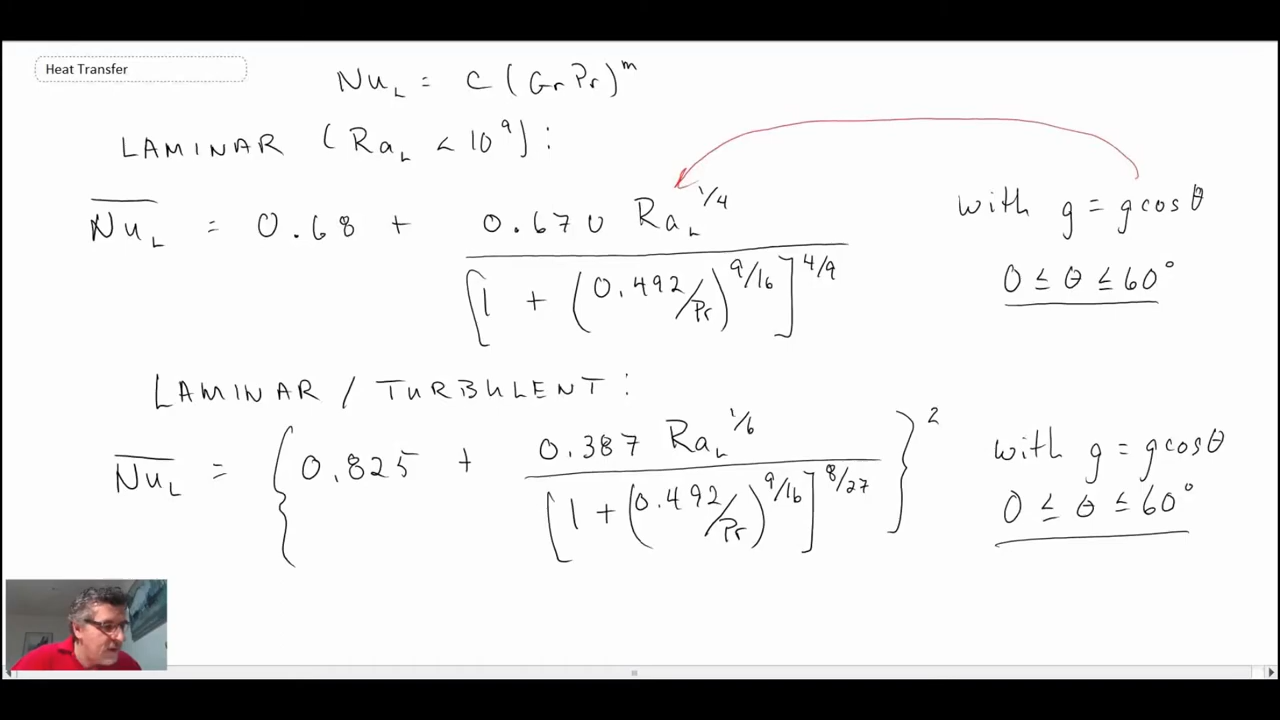 Heat Transfer
Nu_L = C (Gr Pr)^m
LAMINAR (Ra_L < 10^9):
\overline{Nu_L} = 0.68 + \frac{0.670 Ra_L^{1/4}}{[1 + (0.492/Pr)^{9/16}]^{4/9}} with g = g cos θ
0 ≤ θ ≤ 60°
LAMINAR / TURBULENT:
\overline{Nu_L} = {0.825 + \frac{0.387 Ra_L^{1/6}}{[1 + (0.492/Pr)^{9/16}]^{8/27}}}^2 with g = g cos θ
0 ≤ θ ≤ 60°